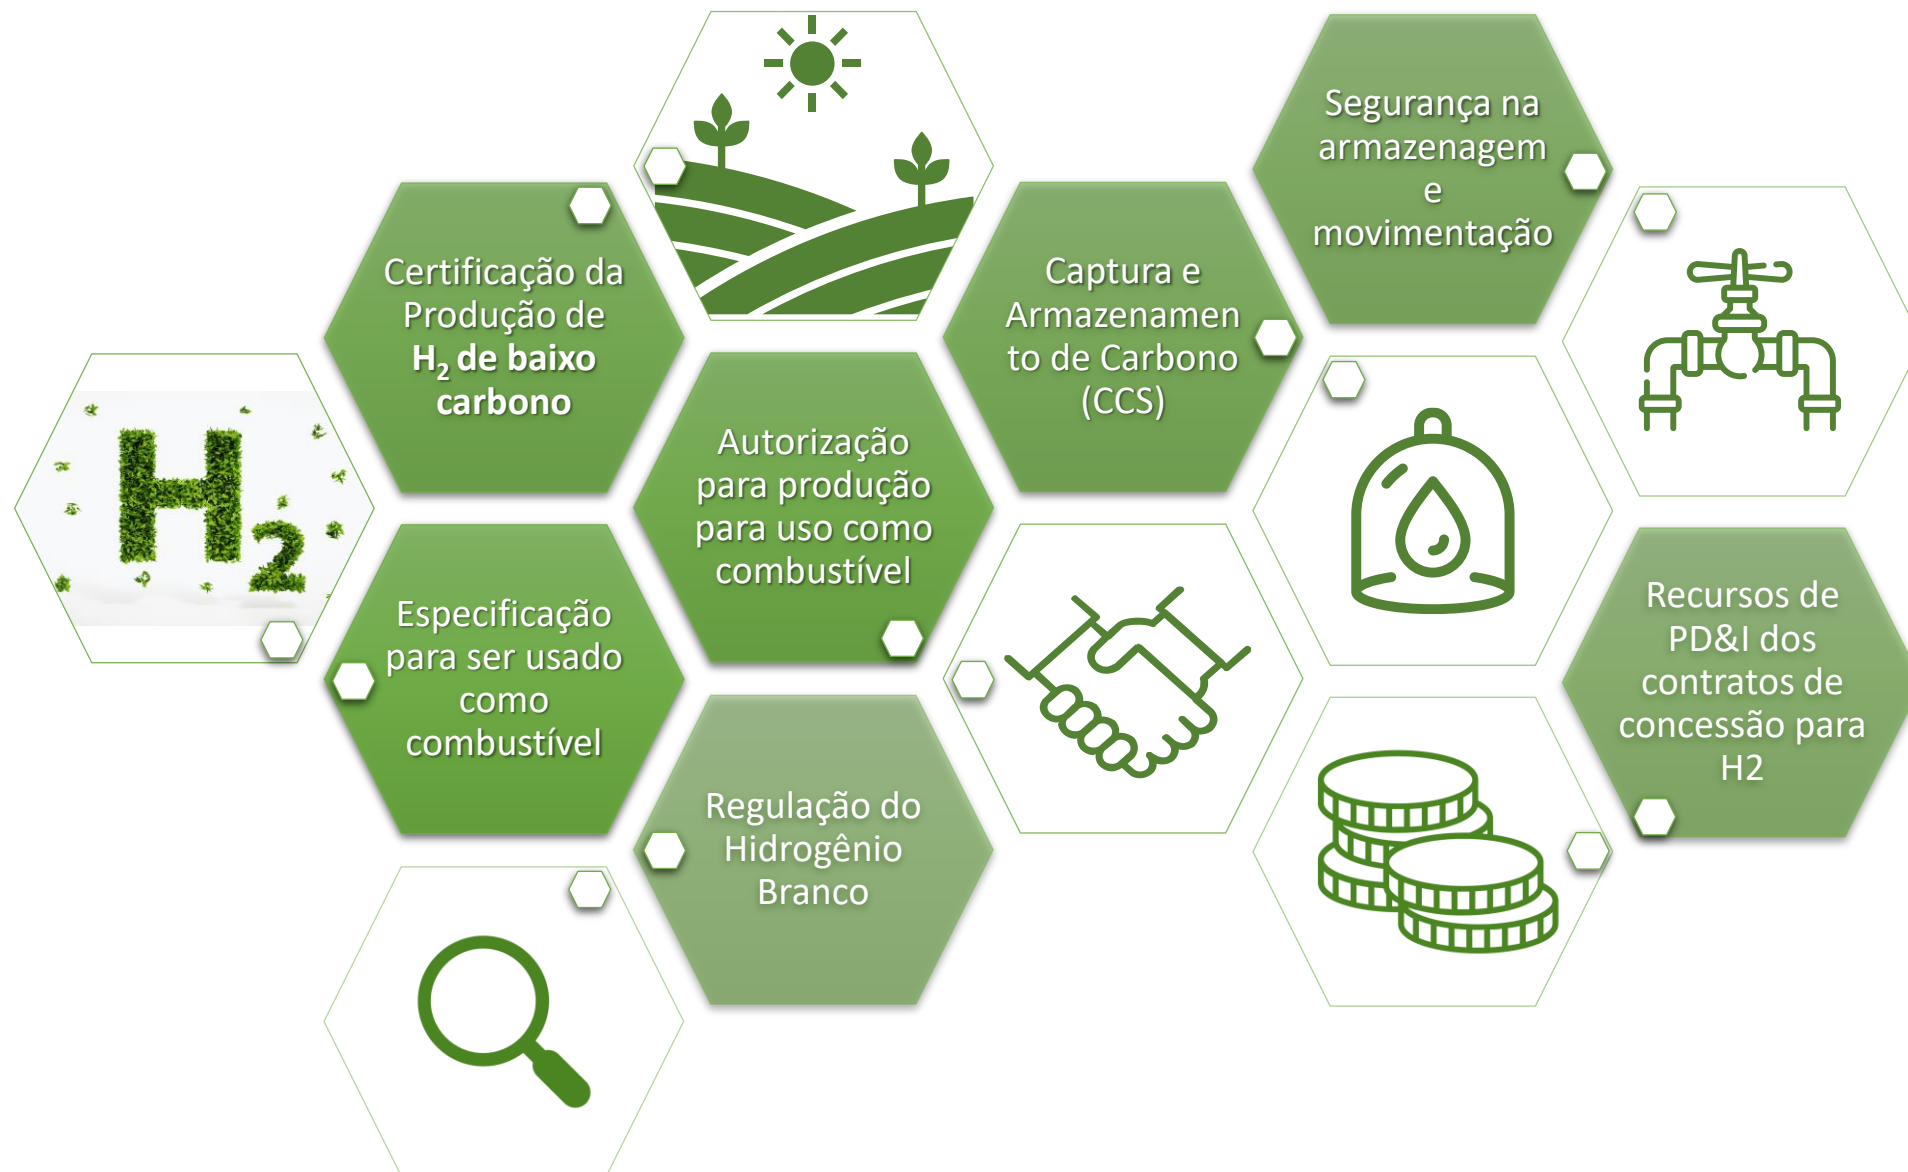 Certificação da
Produção de
H₂ de baixo
carbono
Especificação
para ser usado
como
combustível
Autorização
para produção
para uso como
combustível
Regulação do
Hidrogênio
Branco
Captura e
Armazenamen
to de Carbono
(CCS)
Segurança na
armazenagem
e
movimentação
Recursos de
PD&I dos
contratos de
concessão para
H2
H2